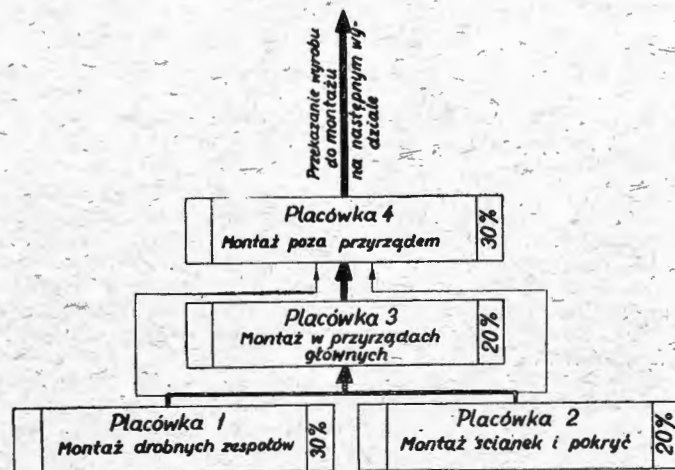 Przekazanie wyrobu
do montażu
na następnym wy-
dziale
Placówka 4
Montaż poza przyrządem
30%
Placówka 3
Montaż w przyrządach
głównych
20%
Placówka 1
Montaż drobnych zespołów
30%
Placówka 2
Montaż ścianek i pokryć
20%